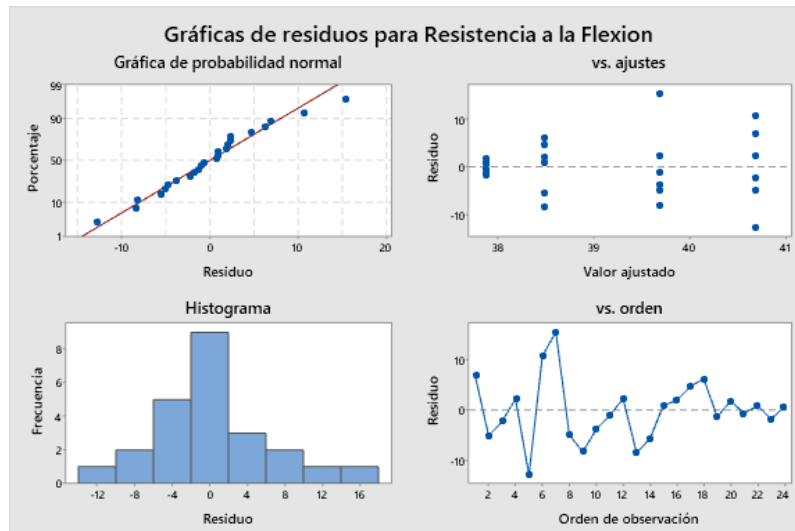 Gráficas de residuos para Resistencia a la Flexion
Gráfica de probabilidad normal
99
90
50
10
1
Porcentaje
-10 0 10 20
Residuo
vs. ajustes
10
0
-10
Residuo
38 39 40 41
Valor ajustado
Histograma
8
6
4
2
0
Frecuencia
-12 -8 -4 0 4 8 12 16
Residuo
vs. orden
10
0
-10
Residuo
2 4 6 8 10 12 14 16 18 20 22 24
Orden de observación